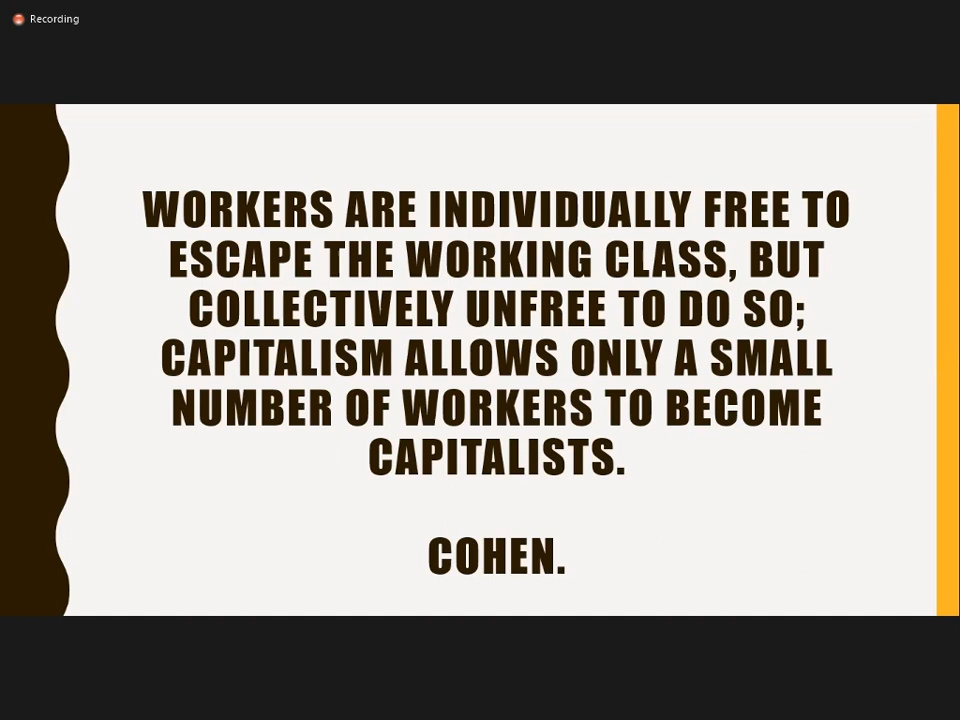 Recording
WORKERS ARE INDIVIDUALLY FREE TO
ESCAPE THE WORKING CLASS, BUT
COLLECTIVELY UNFREE TO DO SO;
CAPITALISM ALLOWS ONLY A SMALL
NUMBER OF WORKERS TO BECOME
CAPITALISTS.
COHEN.